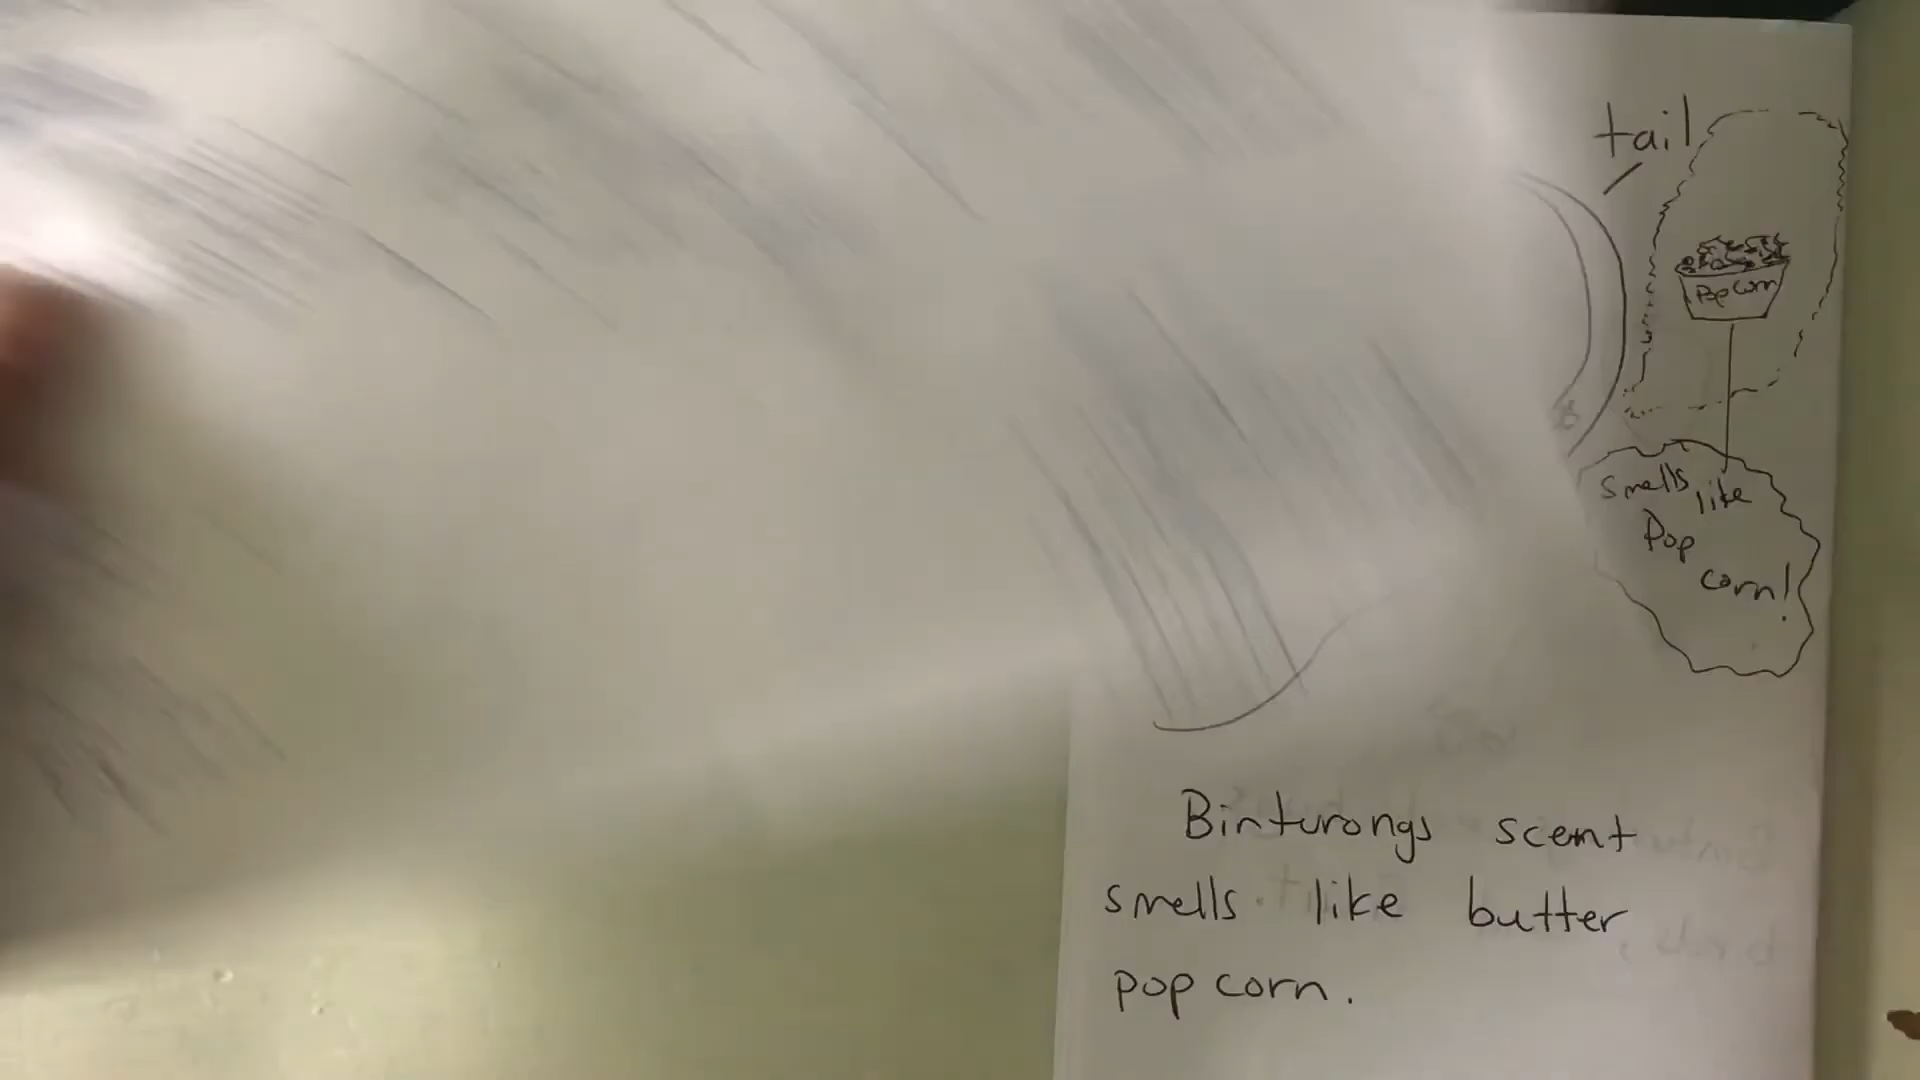 tail
Popcorn
smells like
Pop
corn!
Binturongs scent
smells like butter
pop corn.